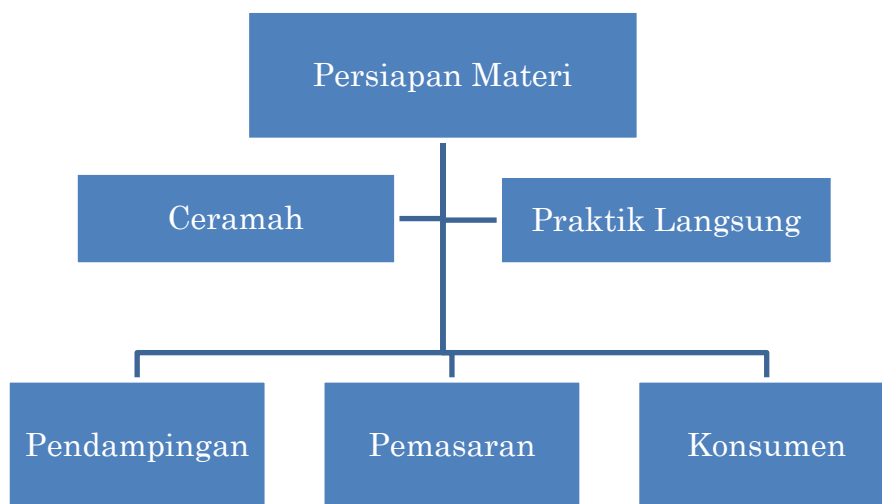 Persiapan Materi
Ceramah
Praktik Langsung
Pendampingan
Pemasaran
Konsumen